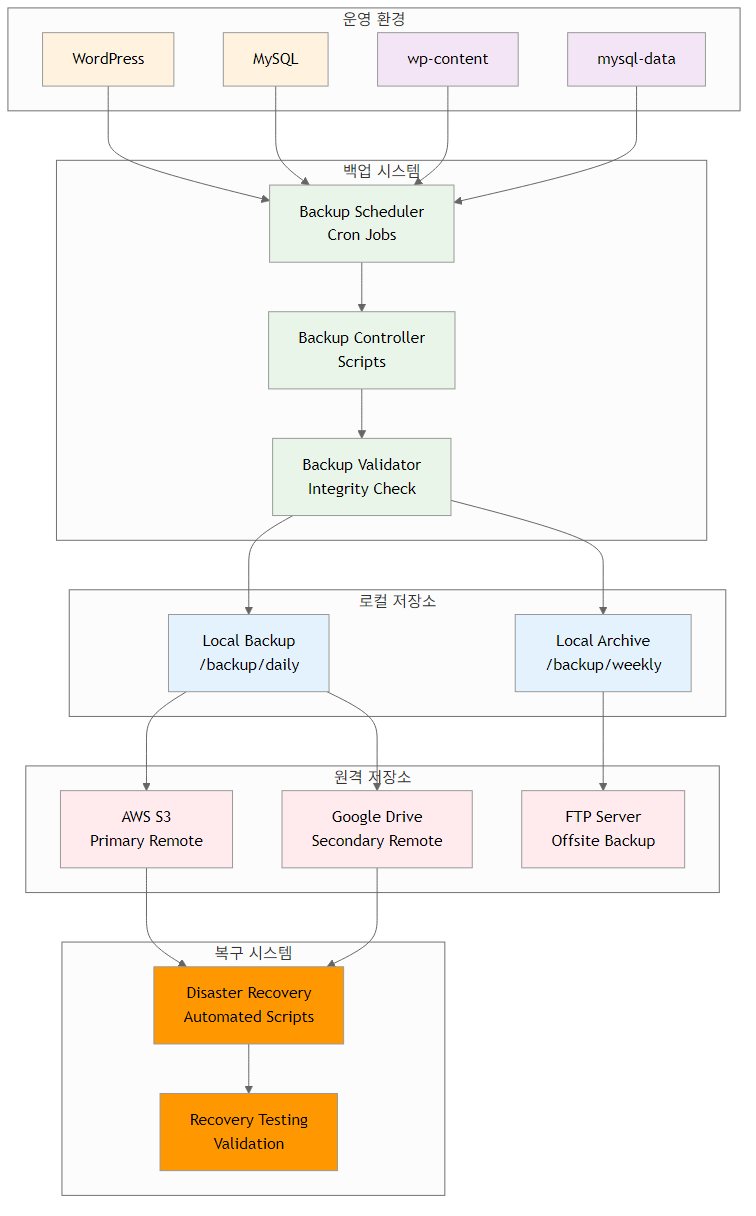 운영 환경
WordPress
MySQL
wp-content
mysql-data
백업 시스템
Backup Scheduler
Cron Jobs
Backup Controller
Scripts
Backup Validator
Integrity Check
로컬 저장소
Local Backup
/backup/daily
Local Archive
/backup/weekly
원격 저장소
AWS S3
Primary Remote
Google Drive
Secondary Remote
FTP Server
Offsite Backup
복구 시스템
Disaster Recovery
Automated Scripts
Recovery Testing
Validation